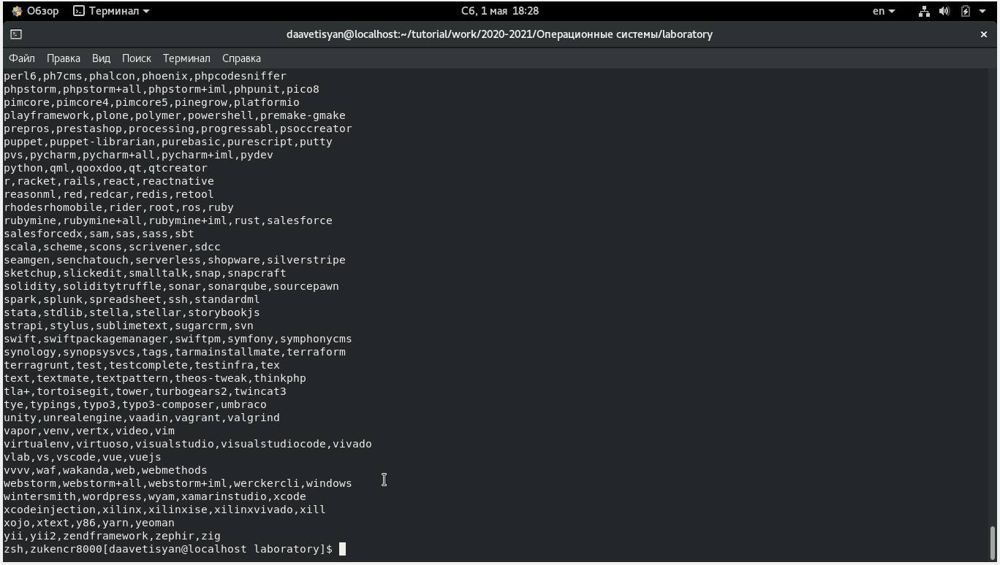 Обзор Терминал Сб, 1 мая 18:28 en
daavetisyan@localhost:~/tutorial/work/2020-2021/Операционные системы/laboratory
Файл Правка Вид Поиск Терминал Справка
perl6,ph7cms,phalcon,phoenix,phpcodesniffer
phpstorm,phpstorm+all,phpstorm+iml,phpunit,pico8
pimcore,pimcore4,pimcore5,pinegrow,platformio
playframework,plone,polymer,powershell,premake-gmake
prepros,prestashop,processing,progressabl,psoccreator
puppet,puppet-librarian,purebasic,purescript,putty
pvs,pycharm,pycharm+all,pycharm+iml,pydev
python,qml,qooxdoo,qt,qtcreator
r,racket,rails,react,reactnative
reasonml,red,redcar,redis,retool
rhodesrhomobile,rider,root,ros,ruby
rubymine,rubymine+all,rubymine+iml,rust,salesforce
salesforcedx,sam,sas,sass,sbt
scala,scheme,scons,scrivener,sdcc
seamgen,senchatouch,serverless,shopware,silverstripe
sketchup,slickedit,smalltalk,snap,snapcraft
solidity,soliditytruffle,sonar,sonarqube,sourcepawn
spark,splunk,spreadsheet,ssh,standardml
stata,stdlib,stella,stellar,storybookjs
strapi,stylus,sublimetext,sugarcrm,svn
swift,swiftpackagemanager,swiftpm,symfony,symphonycms
synology,synopsysvcs,tags,tarmainstallmate,terraform
terragrunt,test,testcomplete,testinfra,tex
text,textmate,textpattern,theos-tweak,thinkphp
tla+,tortoisegit,tower,turbogears2,twincat3
tye,typings,typo3,typo3-composer,umbraco
unity,unrealengine,vaadin,vagrant,valgrind
vapor,venv,vertx,video,vim
virtualenv,virtuoso,visualstudio,visualstudiocode,vivado
vlab,vs,vscode,vue,vuejs
vvvv,waf,wakanda,web,webmethods
webstorm,webstorm+all,webstorm+iml,werckercli,windows
wintersmith,wordpress,wyam,xamarinstudio,xcode
xcodeinjection,xilinx,xilinxise,xilinxvivado,xill
xojo,xtext,y86,yarn,yeoman
yii,yii2,zendframework,zephir,zig
zsh,zukencr8000[daavetisyan@localhost laboratory]$